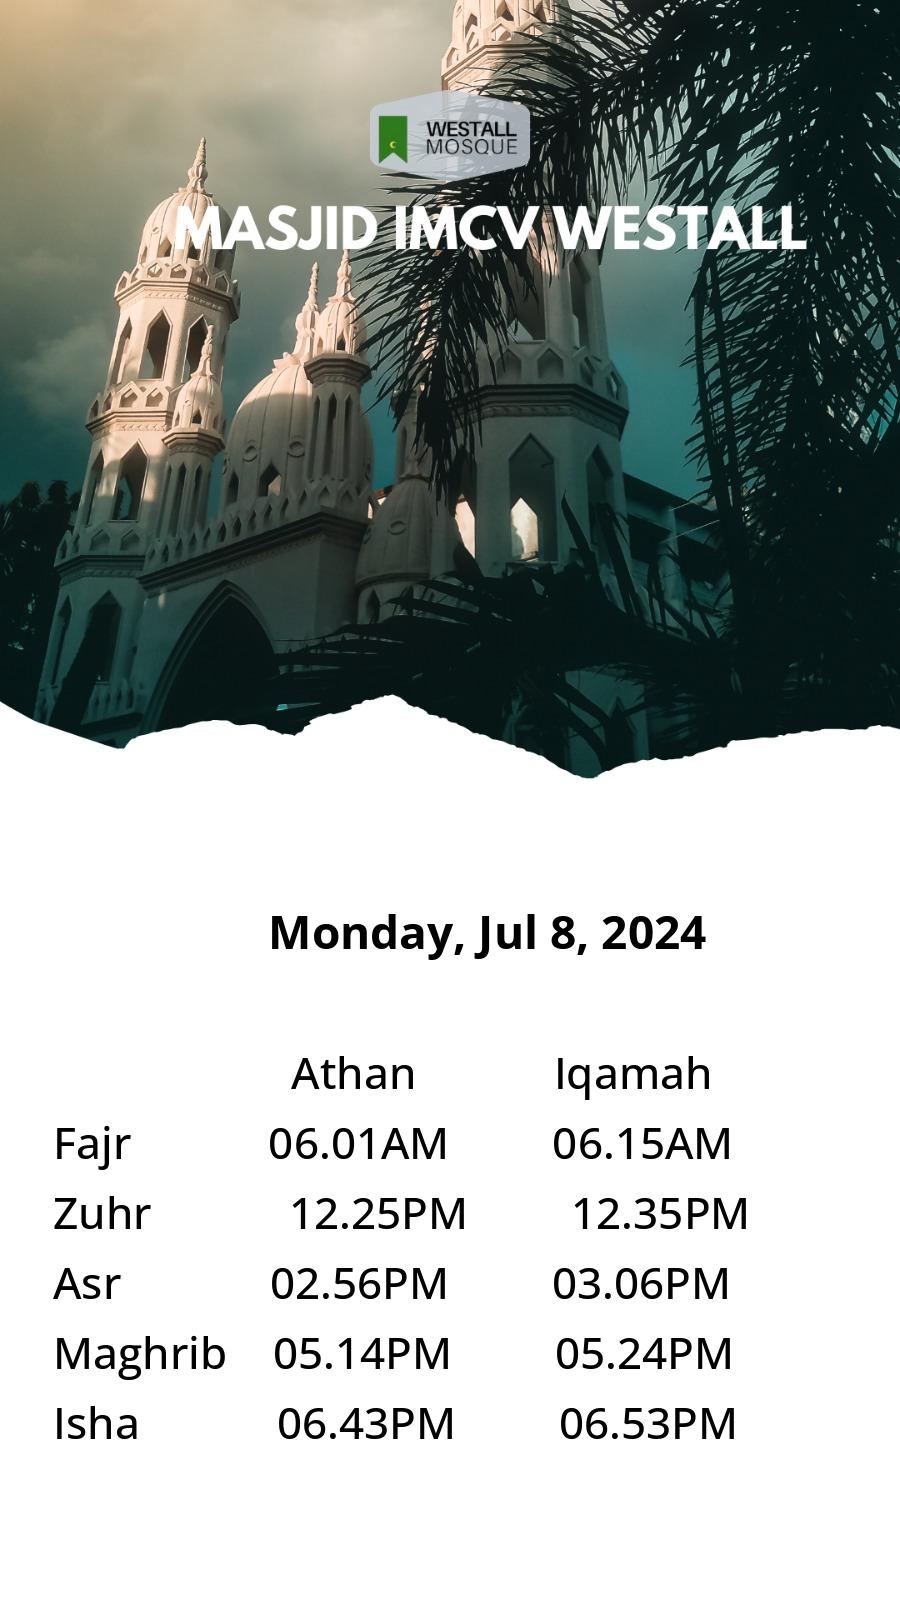 WESTALL
MOSQUE
MASJID IMCV WESTALL
Monday, Jul 8, 2024
Athan Iqamah
Fajr 06.01AM 06.15AM
Zuhr 12.25PM 12.35PM
Asr 02.56PM 03.06PM
Maghrib 05.14PM 05.24PM
Isha 06.43PM 06.53PM